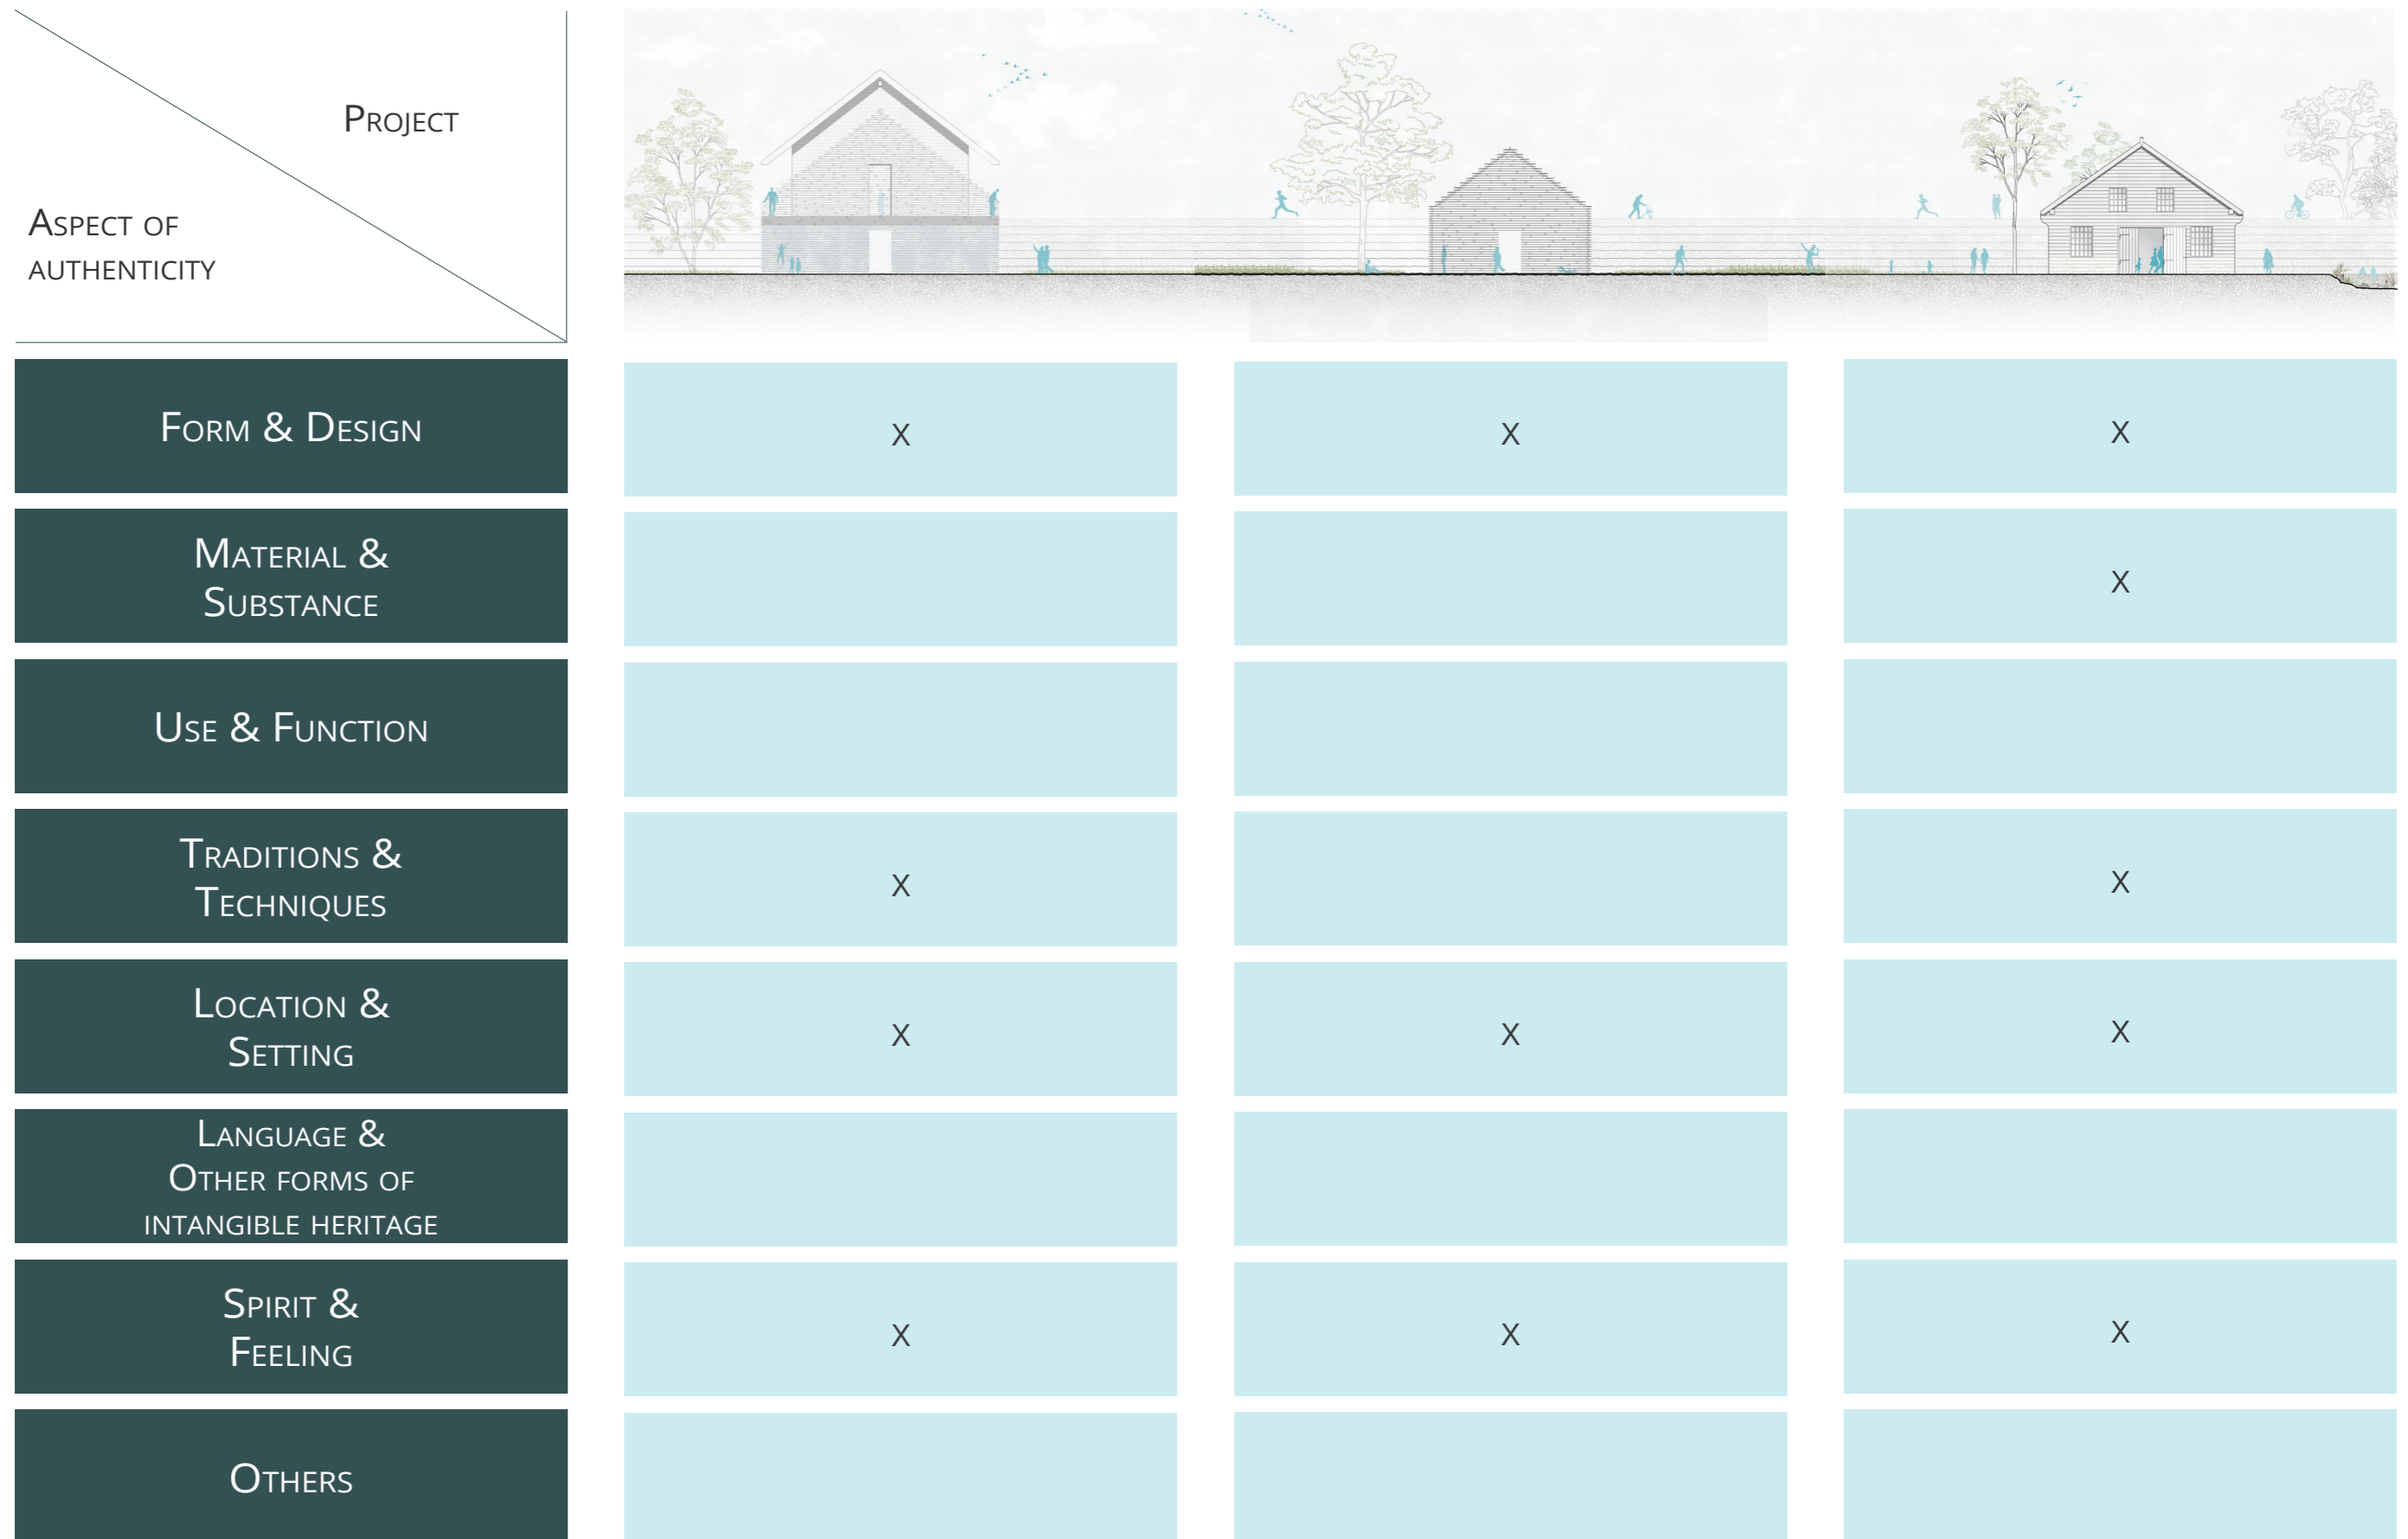 Project
Aspect of
authenticity
Form & Design
X
X
X
Material &
Substance
X
Use & Function
Traditions &
Techniques
X
X
Location &
Setting
X
X
X
Language &
Other forms of
intangible heritage
Spirit &
Feeling
X
X
X
Others